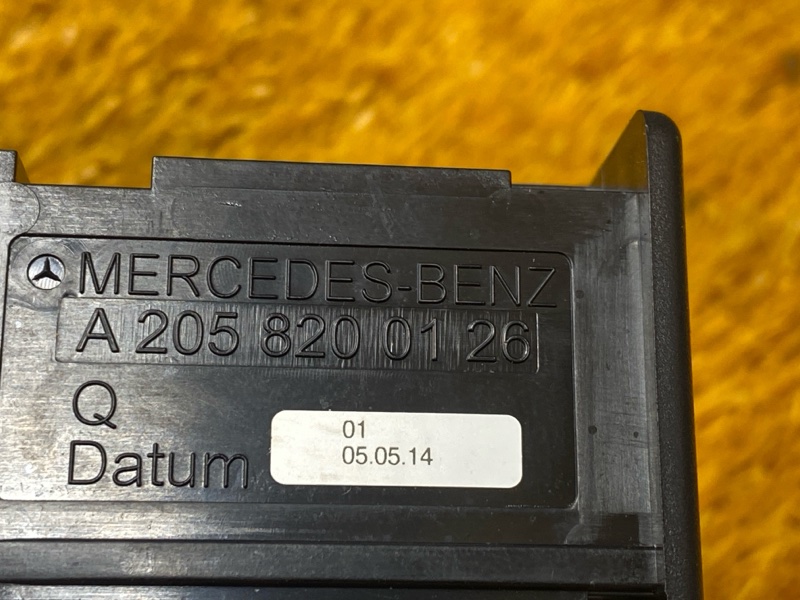 MERCEDES-BENZ
A 205 820 01 26
Q
01
Datum
05.05.14